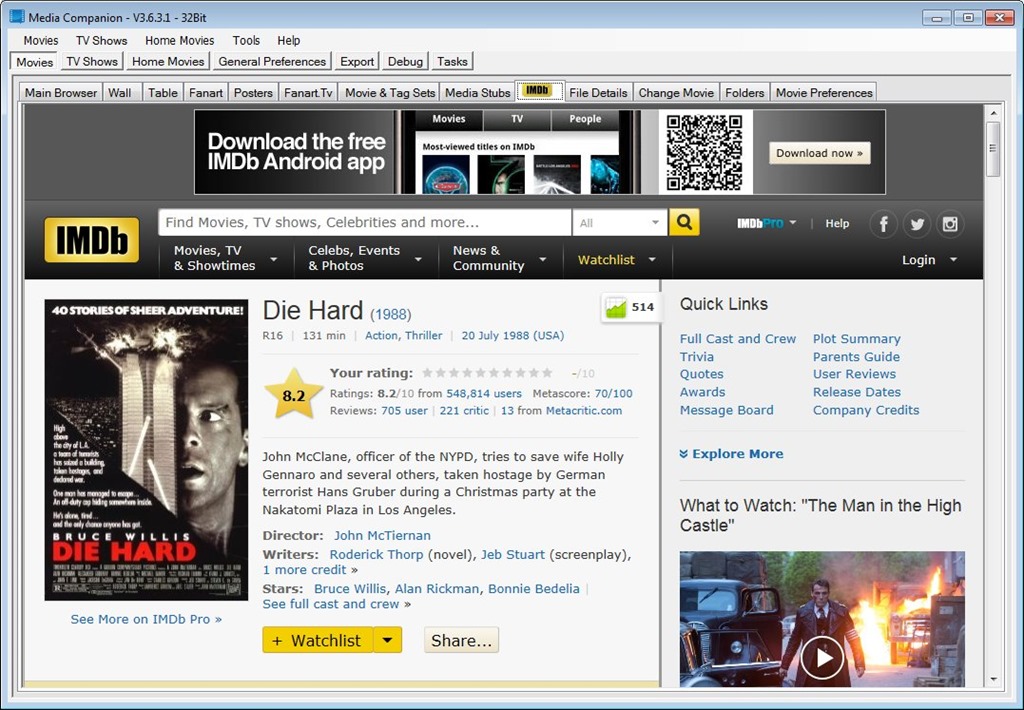 Media Companion - V3.6.3.1 - 32Bit
Movies TV Shows Home Movies Tools Help
Movies TV Shows Home Movies General Preferences Export Debug Tasks
Main Browser Wall Table Fanart Posters Fanart.Tv Movie & Tag Sets Media Stubs IMDb File Details Change Movie Folders Movie Preferences
Download the free
IMDb Android app
Movies TV People
Most-viewed titles on IMDb
Download now »
IMDb
Find Movies, TV shows, Celebrities and more...
All
IMDbPro Help
Movies, TV
& Showtimes
Celebs, Events
& Photos
News &
Community
Watchlist
Login
40 STORIES OF SHEER ADVENTURE!
High
above
the city of L.A.
a team of terrorists
has seized a building,
taken hostages, and
declared war.
One man has managed to escape...
An off-duty cop hiding somewhere inside.
He's alone, tired...
and the only chance anyone has got.
BRUCE WILLIS
DIE HARD
See More on IMDb Pro »
Die Hard (1988)
514
R16 | 131 min | Action, Thriller | 20 July 1988 (USA)
8.2
Your rating: -/10
Ratings: 8.2/10 from 548,814 users Metascore: 70/100
Reviews: 705 user | 221 critic | 13 from Metacritic.com
John McClane, officer of the NYPD, tries to save wife Holly
Gennaro and several others, taken hostage by German
terrorist Hans Gruber during a Christmas party at the
Nakatomi Plaza in Los Angeles.
Director: John McTiernan
Writers: Roderick Thorp (novel), Jeb Stuart (screenplay),
1 more credit »
Stars: Bruce Willis, Alan Rickman, Bonnie Bedelia |
See full cast and crew »
+ Watchlist
Share...
Quick Links
Full Cast and Crew Plot Summary
Trivia Parents Guide
Quotes User Reviews
Awards Release Dates
Message Board Company Credits
Explore More
What to Watch: "The Man in the High
Castle"